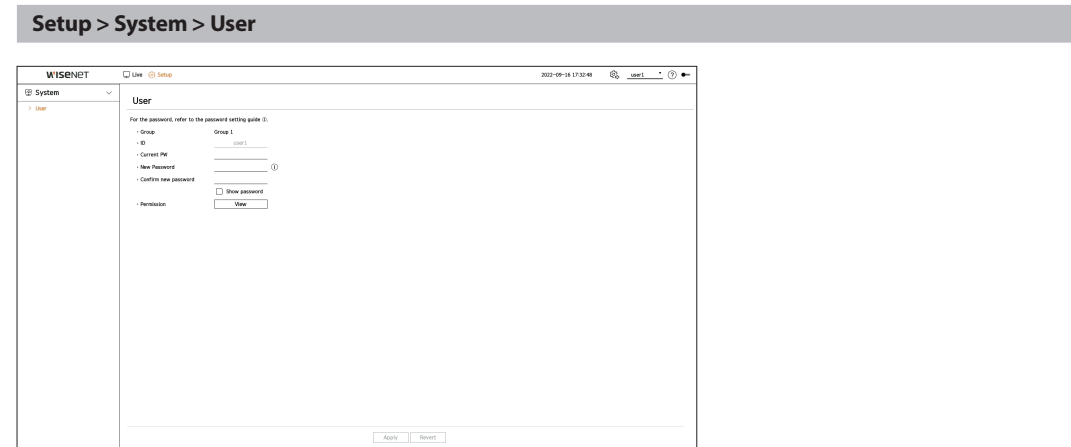 Setup > System > User
WISENET
Live Setup
2022-09-16 17:32:48
user1
System
> User
User
For the password, refer to the password setting guide ⓘ.
• Group Group 1
• ID user1
• Current PW
• New Password
• Confirm new password
Show password
• Permission View
Apply Revert